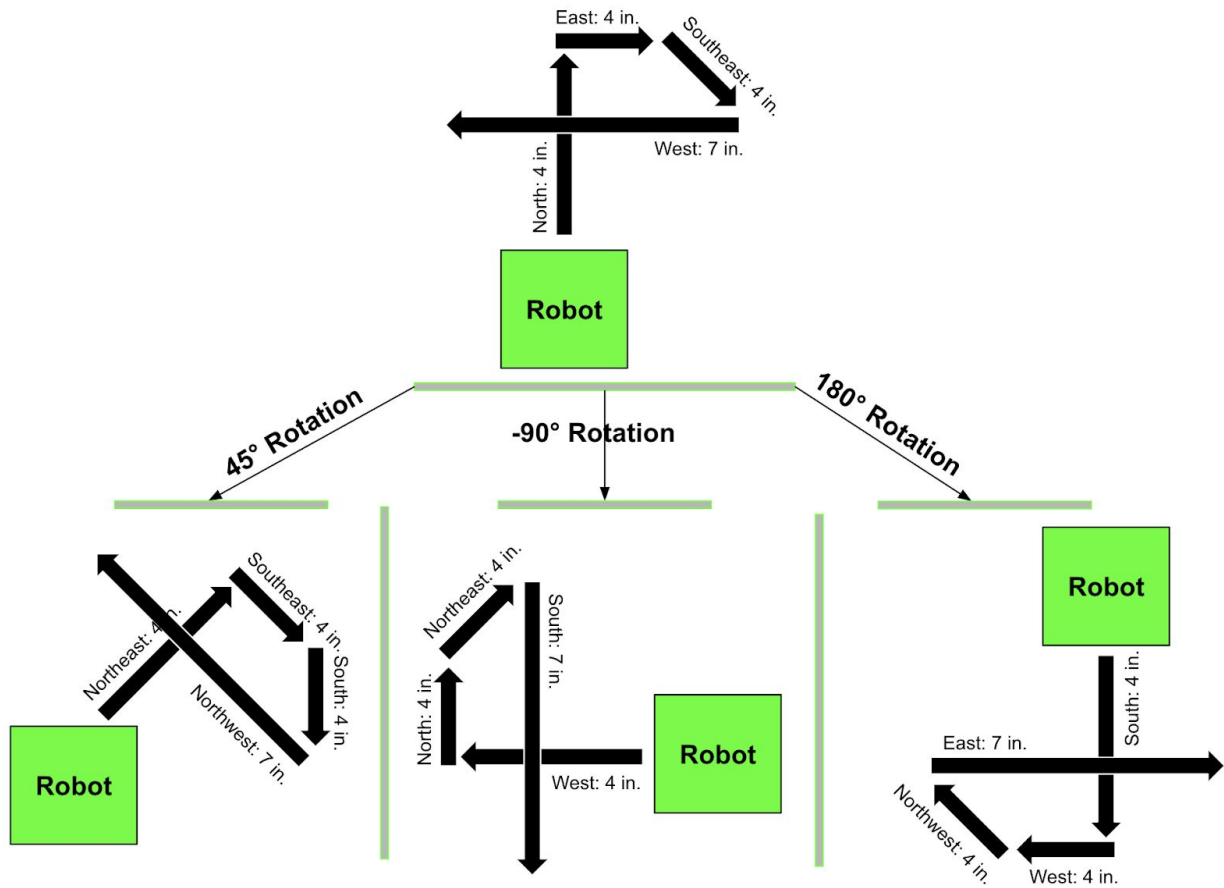 East: 4 in.
Southeast: 4 in.
West: 7 in.
North: 4 in.
Robot
45° Rotation
-90° Rotation
180° Rotation
Southeast: 4 in.
Northeast: 4 in.
South: 4 in.
Northwest: 7 in.
Robot
Northeast: 4 in.
South: 7 in.
North: 4 in.
West: 4 in.
Robot
Robot
South: 4 in.
East: 7 in.
Northwest: 4 in.
West: 4 in.